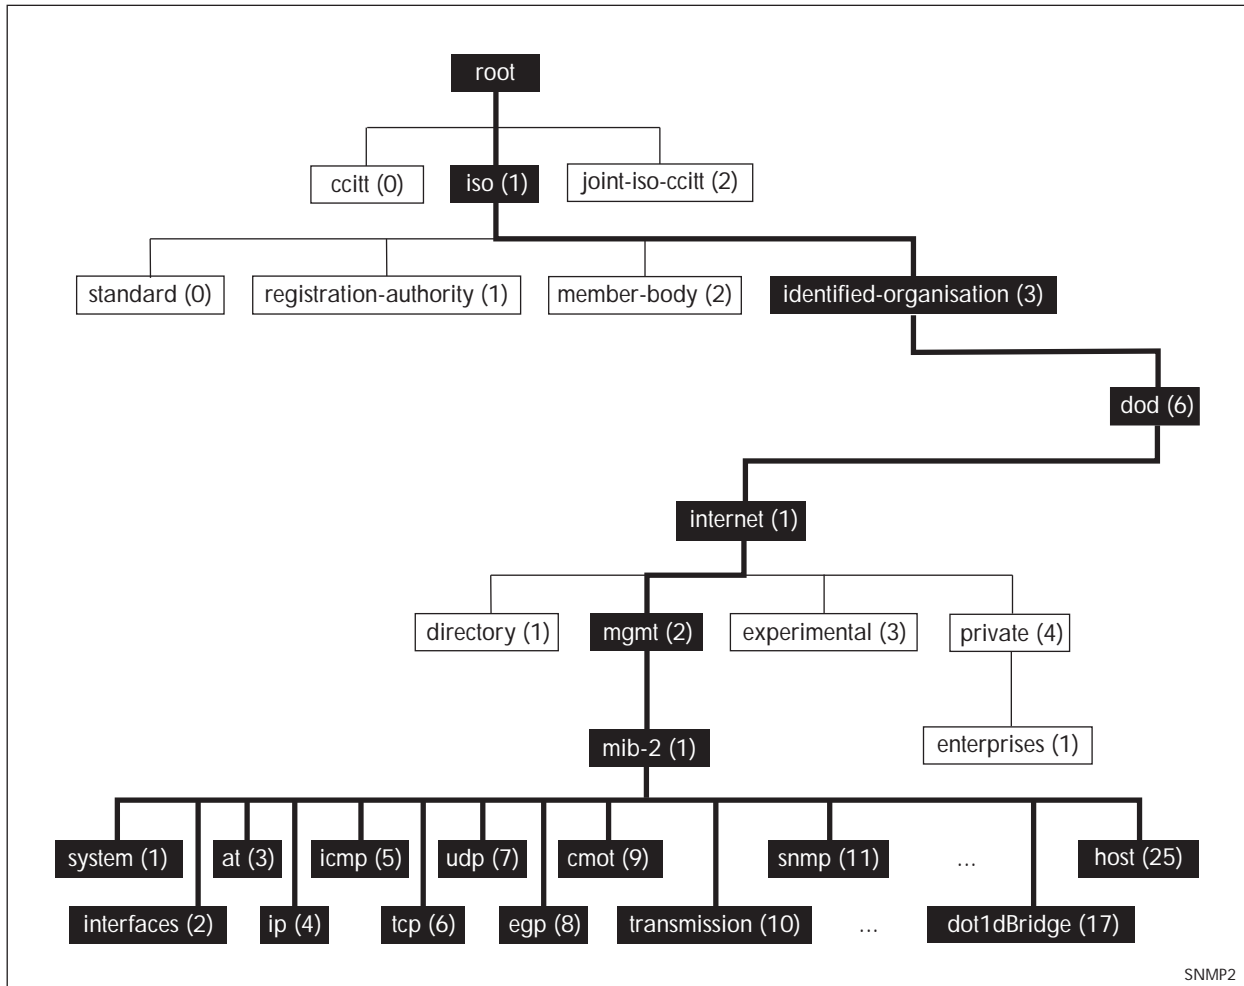 root
ccitt (0)
iso (1)
joint-iso-ccitt (2)
standard (0)
registration-authority (1)
member-body (2)
identified-organisation (3)
dod (6)
internet (1)
directory (1)
mgmt (2)
experimental (3)
private (4)
mib-2 (1)
enterprises (1)
system (1)
at (3)
icmp (5)
udp (7)
cmot (9)
snmp (11)
...
host (25)
interfaces (2)
ip (4)
tcp (6)
egp (8)
transmission (10)
...
dot1dBridge (17)
SNMP2